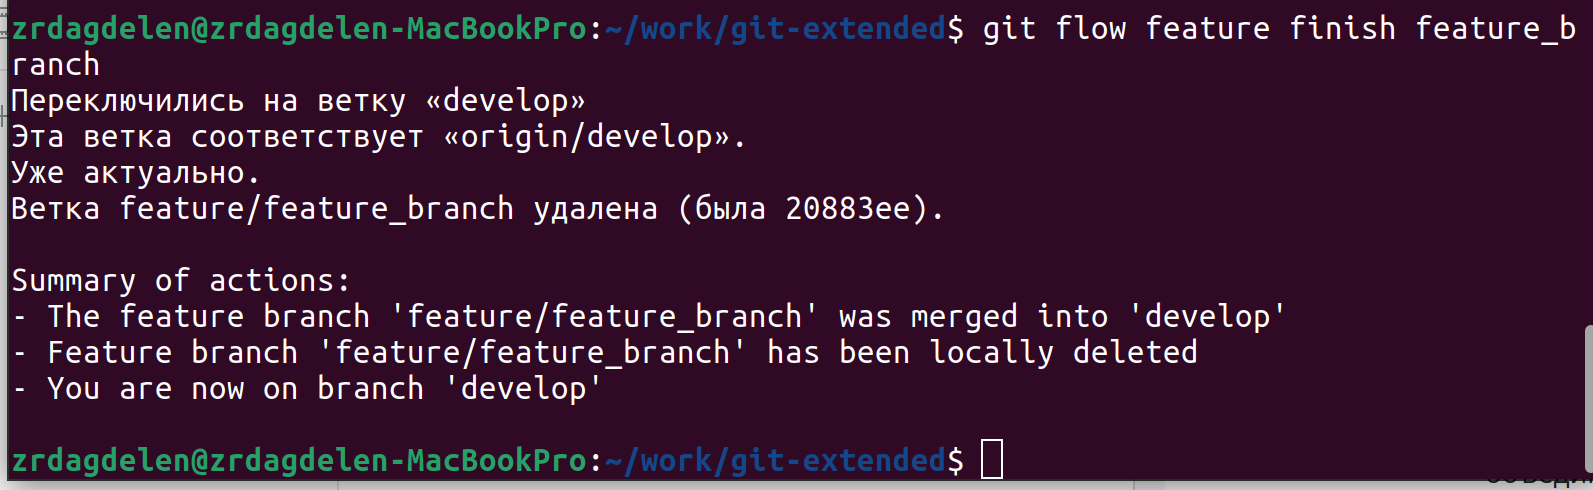 zrdagdelen@zrdagdelen-MacBookPro:~/work/git-extended$ git flow feature finish feature_b
ranch
Переключились на ветку «develop»
Эта ветка соответствует «origin/develop».
Уже актуально.
Ветка feature/feature_branch удалена (была 20883ee).
Summary of actions:
- The feature branch 'feature/feature_branch' was merged into 'develop'
- Feature branch 'feature/feature_branch' has been locally deleted
- You are now on branch 'develop'
zrdagdelen@zrdagdelen-MacBookPro:~/work/git-extended$